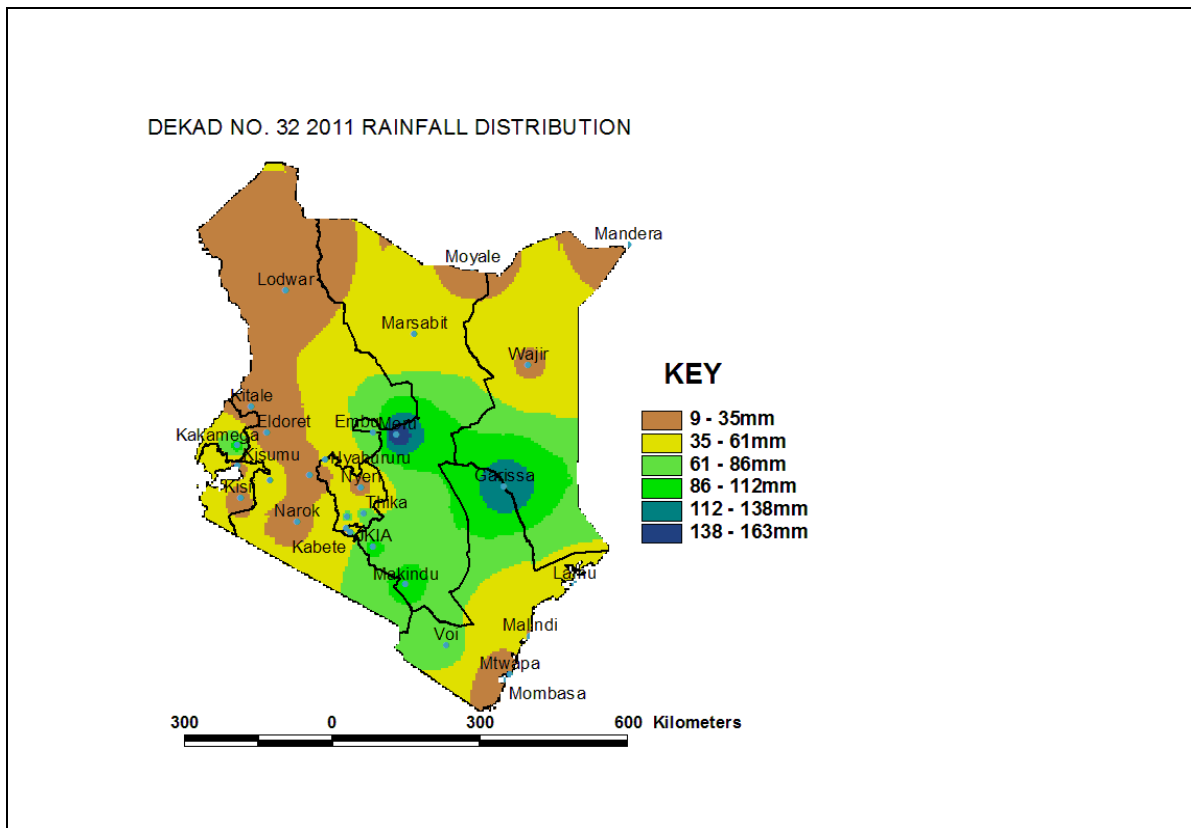 DEKAD NO. 32 2011 RAINFALL DISTRIBUTION
Mandera
Moyale
Lodwar
Marsabit
Wajir
KEY
Kitale
9 - 35mm
Eldoret
Embu
Meru
35 - 61mm
Kakamega
Kisumu
Nyahururu
61 - 86mm
Nyeri
Garissa
86 - 112mm
Kisii
Thika
112 - 138mm
Narok
138 - 163mm
Kabete
JKIA
Makindu
Lamu
Malindi
Voi
Mtwapa
Mombasa
300 0 300 600 Kilometers